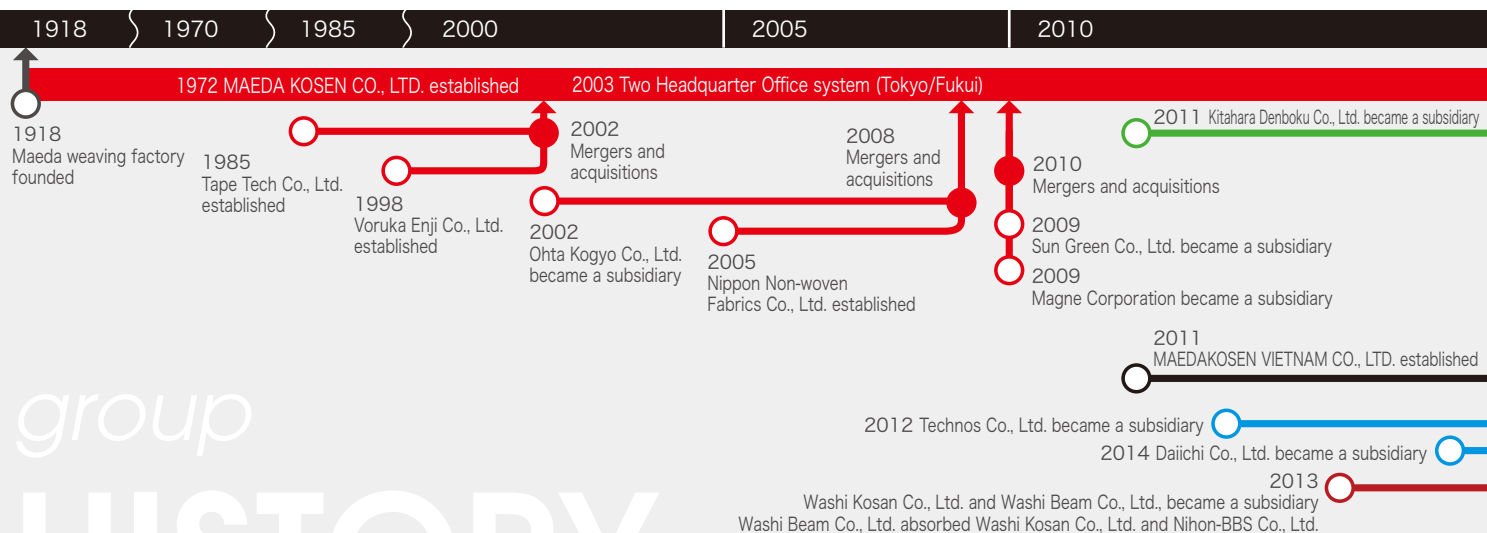 1918
1970
1985
2000
2005
2010
1972 MAEDA KOSEN CO., LTD. established
2003 Two Headquarter Office system (Tokyo/Fukui)
1918
Maeda weaving factory
founded
1985
Tape Tech Co., Ltd.
established
1998
Voruka Enji Co., Ltd.
established
2002
Mergers and
acquisitions
2002
Ohta Kogyo Co., Ltd.
became a subsidiary
2005
Nippon Non-woven
Fabrics Co., Ltd. established
2008
Mergers and
acquisitions
2010
Mergers and acquisitions
2009
Sun Green Co., Ltd. became a subsidiary
2009
Magne Corporation became a subsidiary
2011 Kitahara Denboku Co., Ltd. became a subsidiary
2011
MAEDAKOSEN VIETNAM CO., LTD. established
2012 Technos Co., Ltd. became a subsidiary
2014 Daiichi Co., Ltd. became a subsidiary
2013
Washi Kosan Co., Ltd. and Washi Beam Co., Ltd., became a subsidiary
Washi Beam Co., Ltd. absorbed Washi Kosan Co., Ltd. and Nihon-BBS Co., Ltd.
group
HISTORY